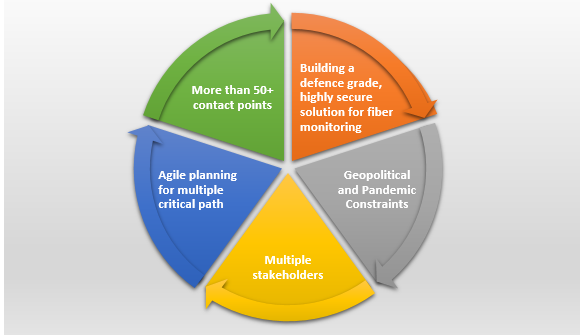 More than 50+
contact points
Building a
defence grade,
highly secure
solution for fiber
monitoring
Geopolitical
and Pandemic
Constraints
Multiple
stakeholders
Agile planning
for multiple
critical path